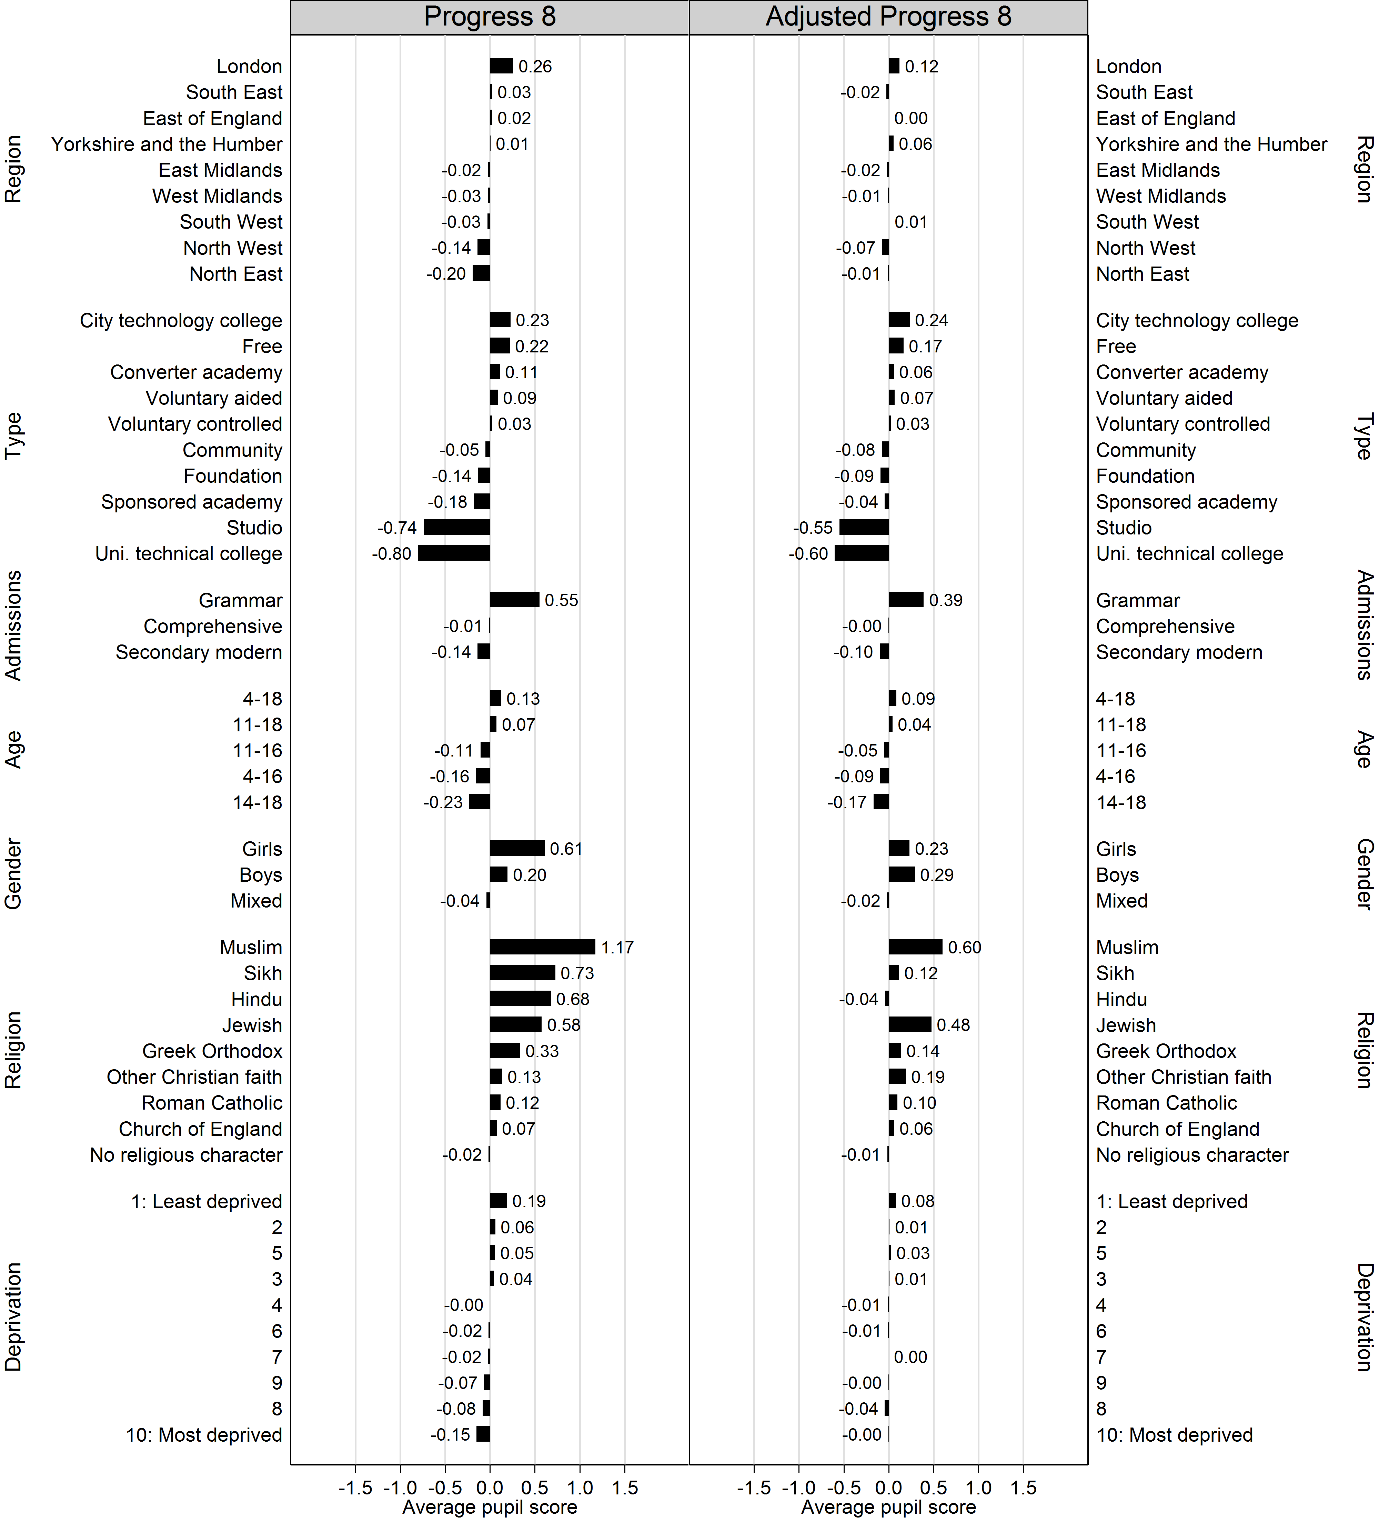 Progress 8 Adjusted Progress 8
Region
London 0.26 0.12 London
South East 0.03 -0.02 South East
East of England 0.02 0.00 East of England
Yorkshire and the Humber 0.01 0.06 Yorkshire and the Humber
East Midlands -0.02 -0.02 East Midlands
West Midlands -0.03 -0.01 West Midlands
South West -0.03 0.01 South West
North West -0.14 -0.07 North West
North East -0.20 -0.01 North East
Region
Type
City technology college 0.23 0.24 City technology college
Free 0.22 0.17 Free
Converter academy 0.11 0.06 Converter academy
Voluntary aided 0.09 0.07 Voluntary aided
Voluntary controlled 0.03 0.03 Voluntary controlled
Community -0.05 -0.08 Community
Foundation -0.14 -0.09 Foundation
Sponsored academy -0.18 -0.04 Sponsored academy
Studio -0.74 -0.55 Studio
Uni. technical college -0.80 -0.60 Uni. technical college
Type
Admissions
Grammar 0.55 0.39 Grammar
Comprehensive -0.01 -0.00 Comprehensive
Secondary modern -0.14 -0.10 Secondary modern
Admissions
Age
4-18 0.13 0.09 4-18
11-18 0.07 0.04 11-18
11-16 -0.11 -0.05 11-16
4-16 -0.16 -0.09 4-16
14-18 -0.23 -0.17 14-18
Age
Gender
Girls 0.61 0.23 Girls
Boys 0.20 0.29 Boys
Mixed -0.04 -0.02 Mixed
Gender
Religion
Muslim 1.17 0.60 Muslim
Sikh 0.73 0.12 Sikh
Hindu 0.68 -0.04 Hindu
Jewish 0.58 0.48 Jewish
Greek Orthodox 0.33 0.14 Greek Orthodox
Other Christian faith 0.13 0.19 Other Christian faith
Roman Catholic 0.12 0.10 Roman Catholic
Church of England 0.07 0.06 Church of England
No religious character -0.02 -0.01 No religious character
Religion
Deprivation
1: Least deprived 0.19 0.08 1: Least deprived
2 0.06 0.01 2
5 0.05 0.03 5
3 0.04 0.01 3
4 -0.00 -0.01 4
6 -0.02 -0.01 6
7 -0.02 0.00 7
9 -0.07 -0.00 9
8 -0.08 -0.04 8
10: Most deprived -0.15 -0.00 10: Most deprived
Deprivation
-1.5 -1.0 -0.5 0.0 0.5 1.0 1.5 -1.5 -1.0 -0.5 0.0 0.5 1.0 1.5
Average pupil score Average pupil score